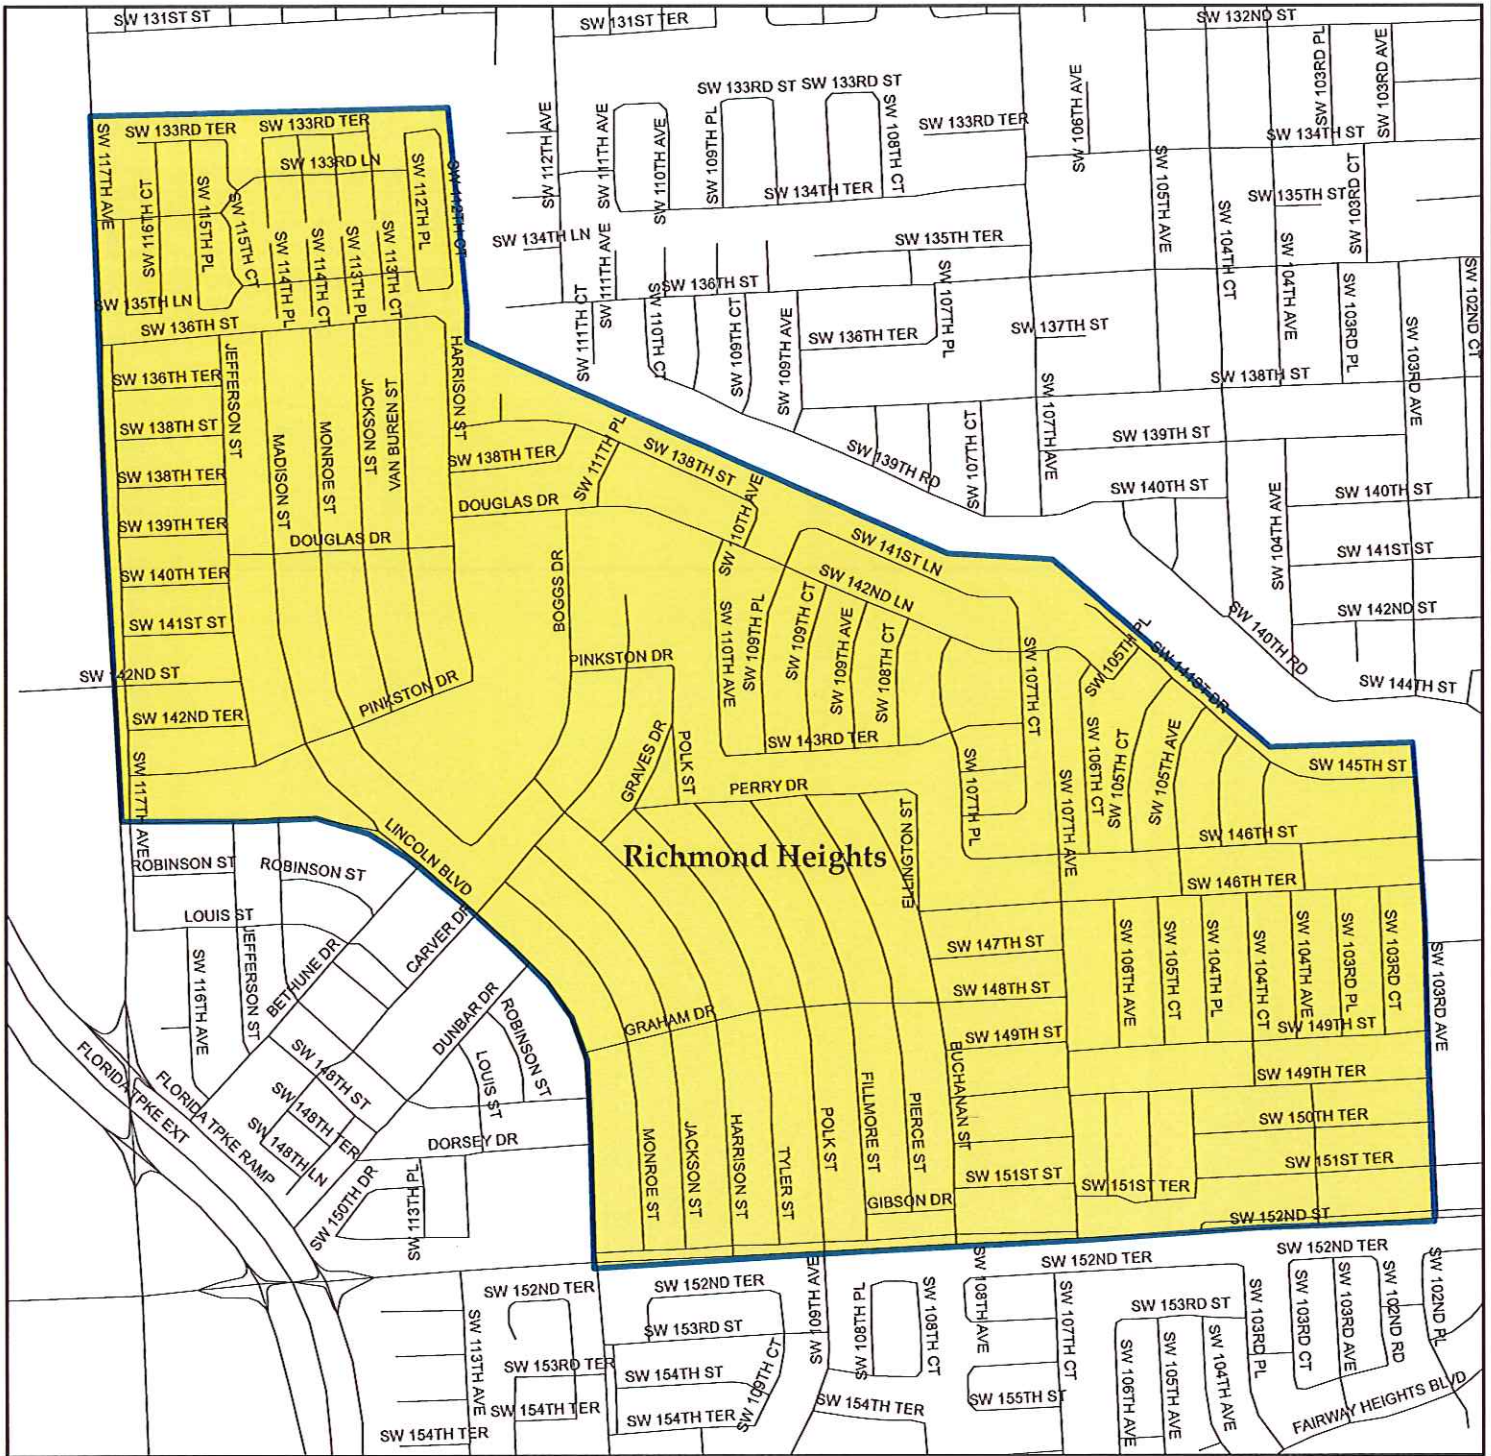 SW 131ST ST
SW 131ST TER
SW 132ND ST
SW 103RD PL
SW 103RD AVE
SW 133RD ST
SW 133RD ST
SW 106TH AVE
SW 112TH AVE
SW 111TH AVE
SW 110TH AVE
SW 109TH PL
SW 108TH CT
SW 133RD TER
SW 134TH ST
SW 117TH AVE
SW 133RD TER
SW 133RD TER
SW 133RD LN
SW 112TH PL
SW 112TH CT
SW 134TH TER
SW 105TH AVE
SW 135TH ST
SW 103RD CT
SW 116TH CT
SW 115TH PL
SW 115TH CT
SW 114TH PL
SW 114TH CT
SW 113TH PL
SW 113TH CT
SW 134TH LN
SW 111TH AVE
SW 135TH TER
SW 104TH CT
SW 104TH AVE
SW 103RD PL
SW 102ND CT
SW 135TH LN
SW 136TH ST
SW 136TH ST
SW 111TH CT
SW 110TH CT
SW 109TH CT
SW 109TH AVE
SW 107TH PL
SW 136TH TER
SW 137TH ST
SW 103RD AVE
SW 136TH TER
JEFFERSON ST
HARRISON ST
SW 138TH ST
SW 107TH AVE
SW 138TH ST
MADISON ST
MONROE ST
JACKSON ST
VAN BUREN ST
SW 138TH TER
SW 111TH PL
SW 138TH ST
SW 139TH RD
SW 107TH CT
SW 139TH ST
SW 138TH TER
DOUGLAS DR
SW 110TH AVE
SW 140TH ST
SW 104TH AVE
SW 140TH ST
SW 139TH TER
DOUGLAS DR
SW 141ST LN
SW 141ST ST
SW 140TH TER
BOGGS DR
SW 142ND LN
SW 142ND ST
SW 141ST ST
SW 110TH AVE
SW 109TH PL
SW 109TH CT
SW 109TH AVE
SW 108TH CT
SW 107TH CT
SW 105TH PL
SW 141ST DR
SW 140TH RD
SW 144TH ST
SW 142ND ST
PINKSTON DR
PINKSTON DR
SW 142ND TER
SW 143RD TER
SW 106TH CT
SW 105TH CT
SW 105TH AVE
SW 145TH ST
SW 117TH AVE
GRAVES DR
POLK ST
PERRY DR
SW 107TH PL
SW 107TH AVE
LINCOLN BLVD
Richmond Heights
ELLINGTON ST
SW 146TH ST
ROBINSON ST
ROBINSON ST
SW 146TH TER
LOUIS ST
JEFFERSON ST
CARVER DR
BETHUNE DR
SW 116TH AVE
SW 147TH ST
SW 106TH AVE
SW 105TH CT
SW 104TH PL
SW 104TH CT
SW 104TH AVE
SW 103RD PL
SW 103RD CT
SW 103RD AVE
DUNBAR DR
ROBINSON ST
LOUIS ST
GRAHAM DR
SW 148TH ST
SW 149TH ST
SW 149TH ST
FLORIDA TPKE EXT
FLORIDA TPKE RAMP
SW 148TH ST
SW 148TH TER
SW 148TH LN
BUCHANAN ST
SW 149TH TER
DORSEY DR
MONROE ST
JACKSON ST
HARRISON ST
TYLER ST
POLK ST
FILLMORE ST
PIERCE ST
SW 150TH TER
SW 151ST TER
SW 150TH DR
SW 113TH PL
GIBSON DR
SW 151ST ST
SW 151ST TER
SW 152ND ST
SW 152ND TER
SW 152ND TER
SW 109TH AVE
SW 108TH PL
SW 108TH CT
SW 108TH AVE
SW 152ND TER
SW 152ND TER
SW 113TH AVE
SW 153RD ST
SW 107TH CT
SW 153RD ST
SW 103RD PL
SW 103RD CT
SW 103RD AVE
SW 102ND RD
SW 102ND PL
SW 153RD TER
SW 154TH ST
SW 109TH CT
SW 106TH AVE
SW 105TH AVE
SW 104TH AVE
SW 154TH TER
SW 154TH TER
SW 154TH TER
SW 155TH ST
SW 154TH TER
FAIRWAY HEIGHTS BLVD